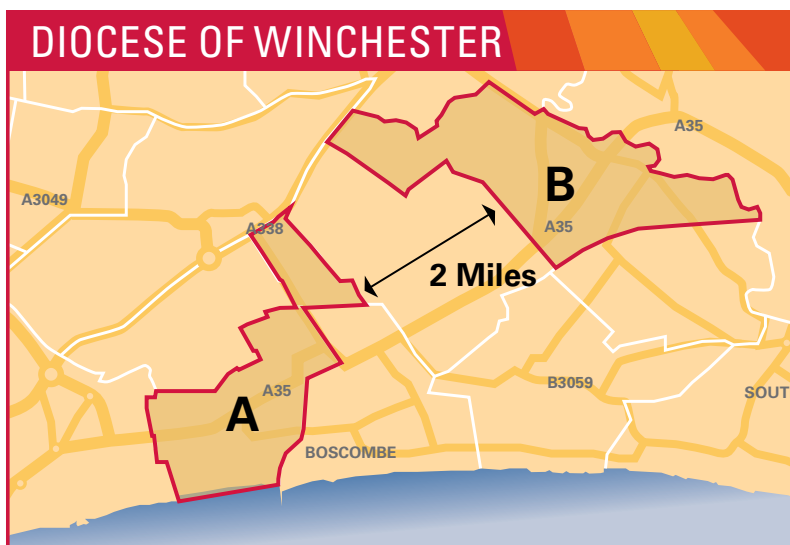 DIOCESE OF WINCHESTER
A35
A3049
B
A338
A35
2 Miles
B3059
A35
SOUT
A
BOSCOMBE